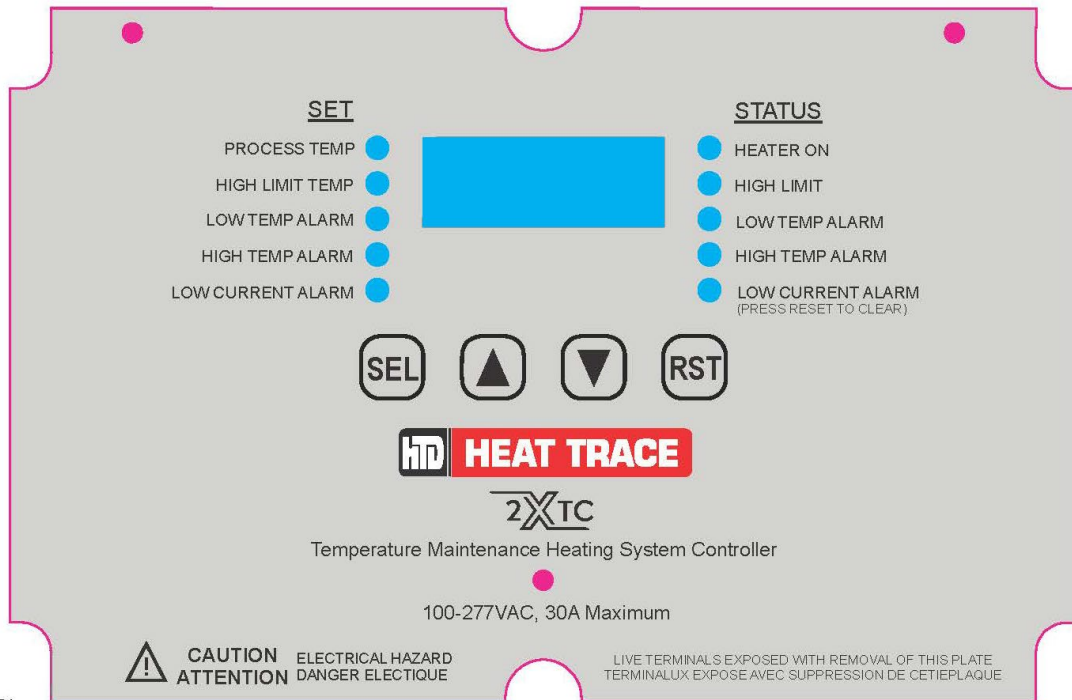 SET
PROCESS TEMP
HIGH LIMIT TEMP
LOW TEMP ALARM
HIGH TEMP ALARM
LOW CURRENT ALARM
STATUS
HEATER ON
HIGH LIMIT
LOW TEMP ALARM
HIGH TEMP ALARM
LOW CURRENT ALARM
(PRESS RESET TO CLEAR)
SEL RST
hTD HEAT TRACE
2XTC
Temperature Maintenance Heating System Controller
100-277VAC, 30A Maximum
CAUTION ELECTRICAL HAZARD
ATTENTION DANGER ELECTIQUE
LIVE TERMINALS EXPOSED WITH REMOVAL OF THIS PLATE
TERMINALUX EXPOSE AVEC SUPPRESSION DE CETIEPLAQUE